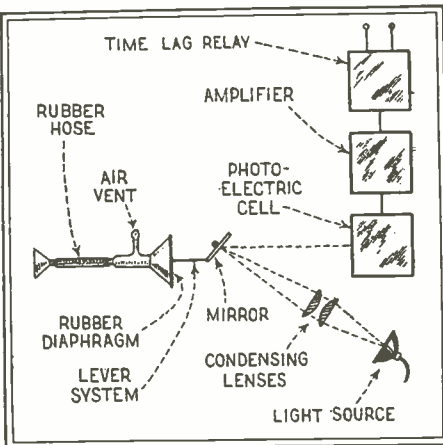 TIME LAG RELAY
AMPLIFIER
RUBBER
HOSE
PHOTO-
ELECTRIC
CELL
AIR
VENT
RUBBER
DIAPHRAGM
MIRROR
LEVER
SYSTEM
CONDENSING
LENSES
LIGHT SOURCE